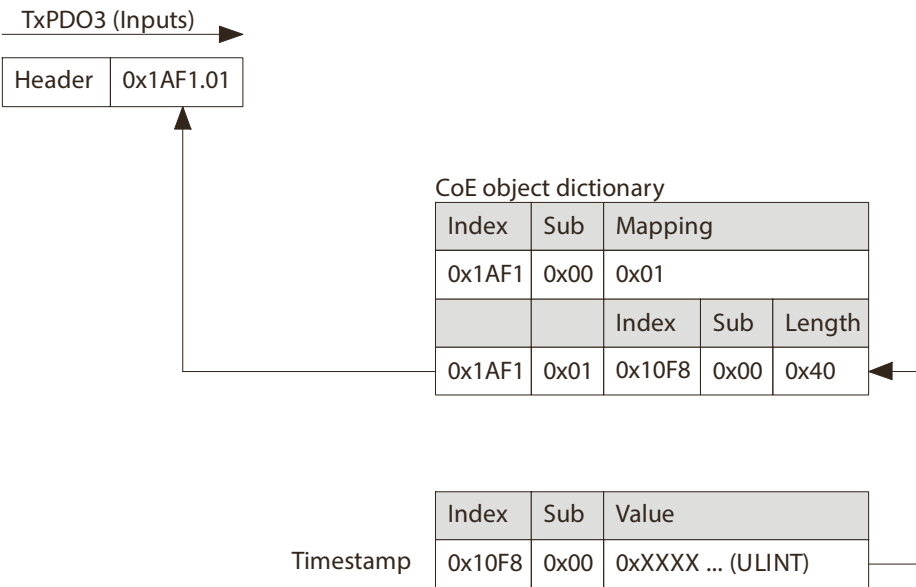 TxPDO3 (Inputs)
Header 0x1AF1.01
CoE object dictionary
Index Sub Mapping
0x1AF1 0x00 0x01
Index Sub Length
0x1AF1 0x01 0x10F8 0x00 0x40
Index Sub Value
Timestamp 0x10F8 0x00 0xXXXX ... (ULINT)